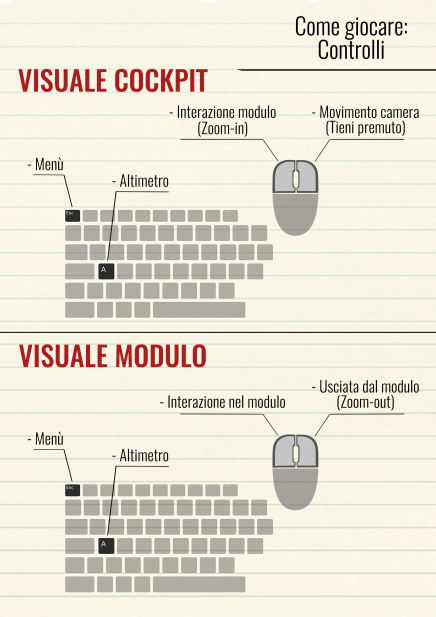 Come giocare:
Controlli
VISUALE COCKPIT
- Interazione modulo
(Zoom-in)
- Movimento camera
(Tieni premuto)
- Menù
- Altimetro
Esc
A
VISUALE MODULO
- Usciata dal modulo
(Zoom-out)
- Interazione nel modulo
- Menù
- Altimetro
Esc
A